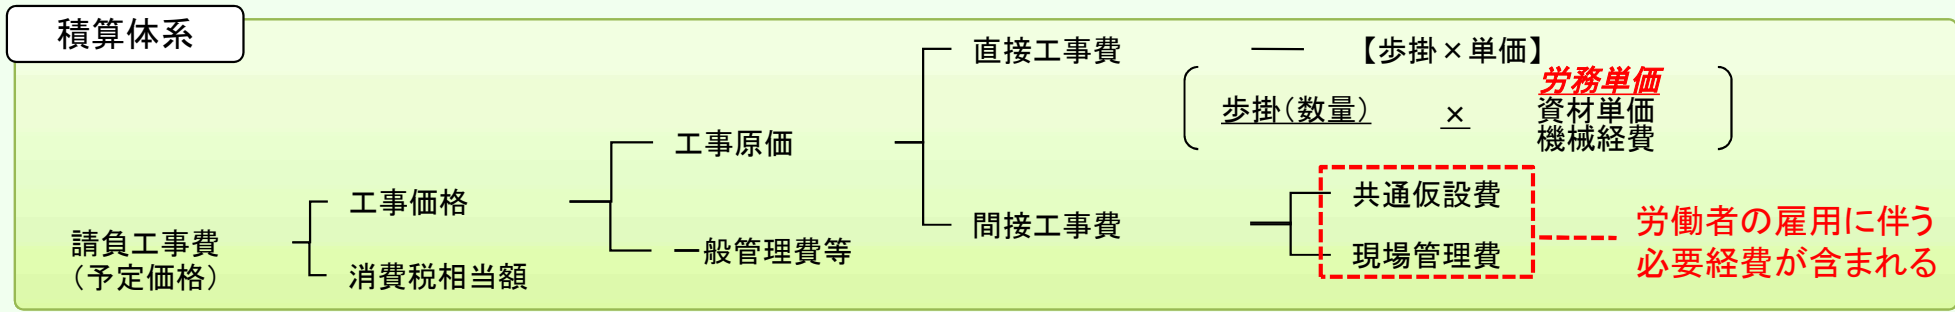 積算体系
直接工事費
【歩掛×単価】
歩掛(数量)
×
労務単価
資材単価
機械経費
工事原価
工事価格
共通仮設費
間接工事費
労働者の雇用に伴う
必要経費が含まれる
請負工事費
(予定価格)
一般管理費等
現場管理費
消費税相当額